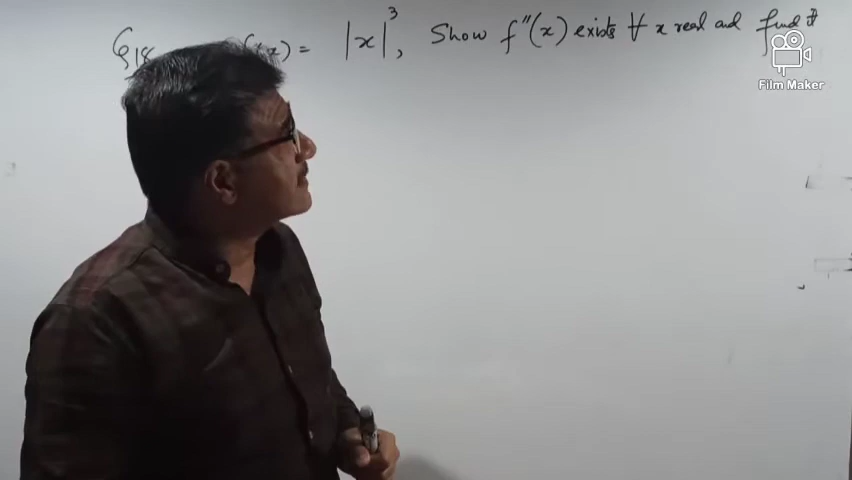 Q18 (x) = |x|³, Show f"(x) exists ∀ x real and find it
Film Maker